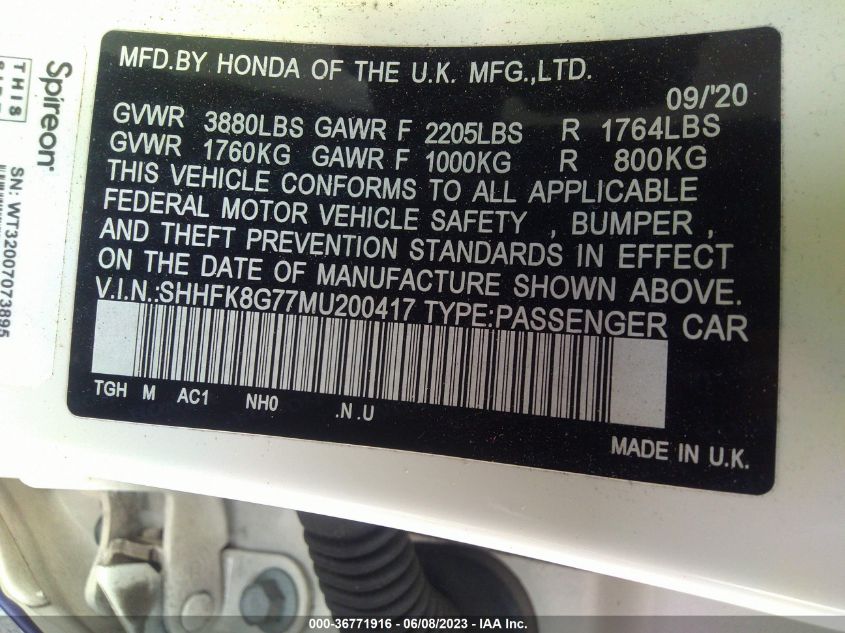 MFD.BY HONDA OF THE U.K. MFG.,LTD.
09/'20
GVWR 3880LBS GAWR F 2205LBS R 1764LBS
GVWR 1760KG GAWR F 1000KG R 800KG
THIS VEHICLE CONFORMS TO ALL APPLICABLE
FEDERAL MOTOR VEHICLE SAFETY , BUMPER ,
AND THEFT PREVENTION STANDARDS IN EFFECT
ON THE DATE OF MANUFACTURE SHOWN ABOVE.
V.I.N.:SHHFK8G77MU200417 TYPE:PASSENGER CAR
TGH M AC1 NH0 .N .U
MADE IN U.K.
Spireon
THIS
SN: WT32007073895
000-36771916 - 06/08/2023 - IAA Inc.